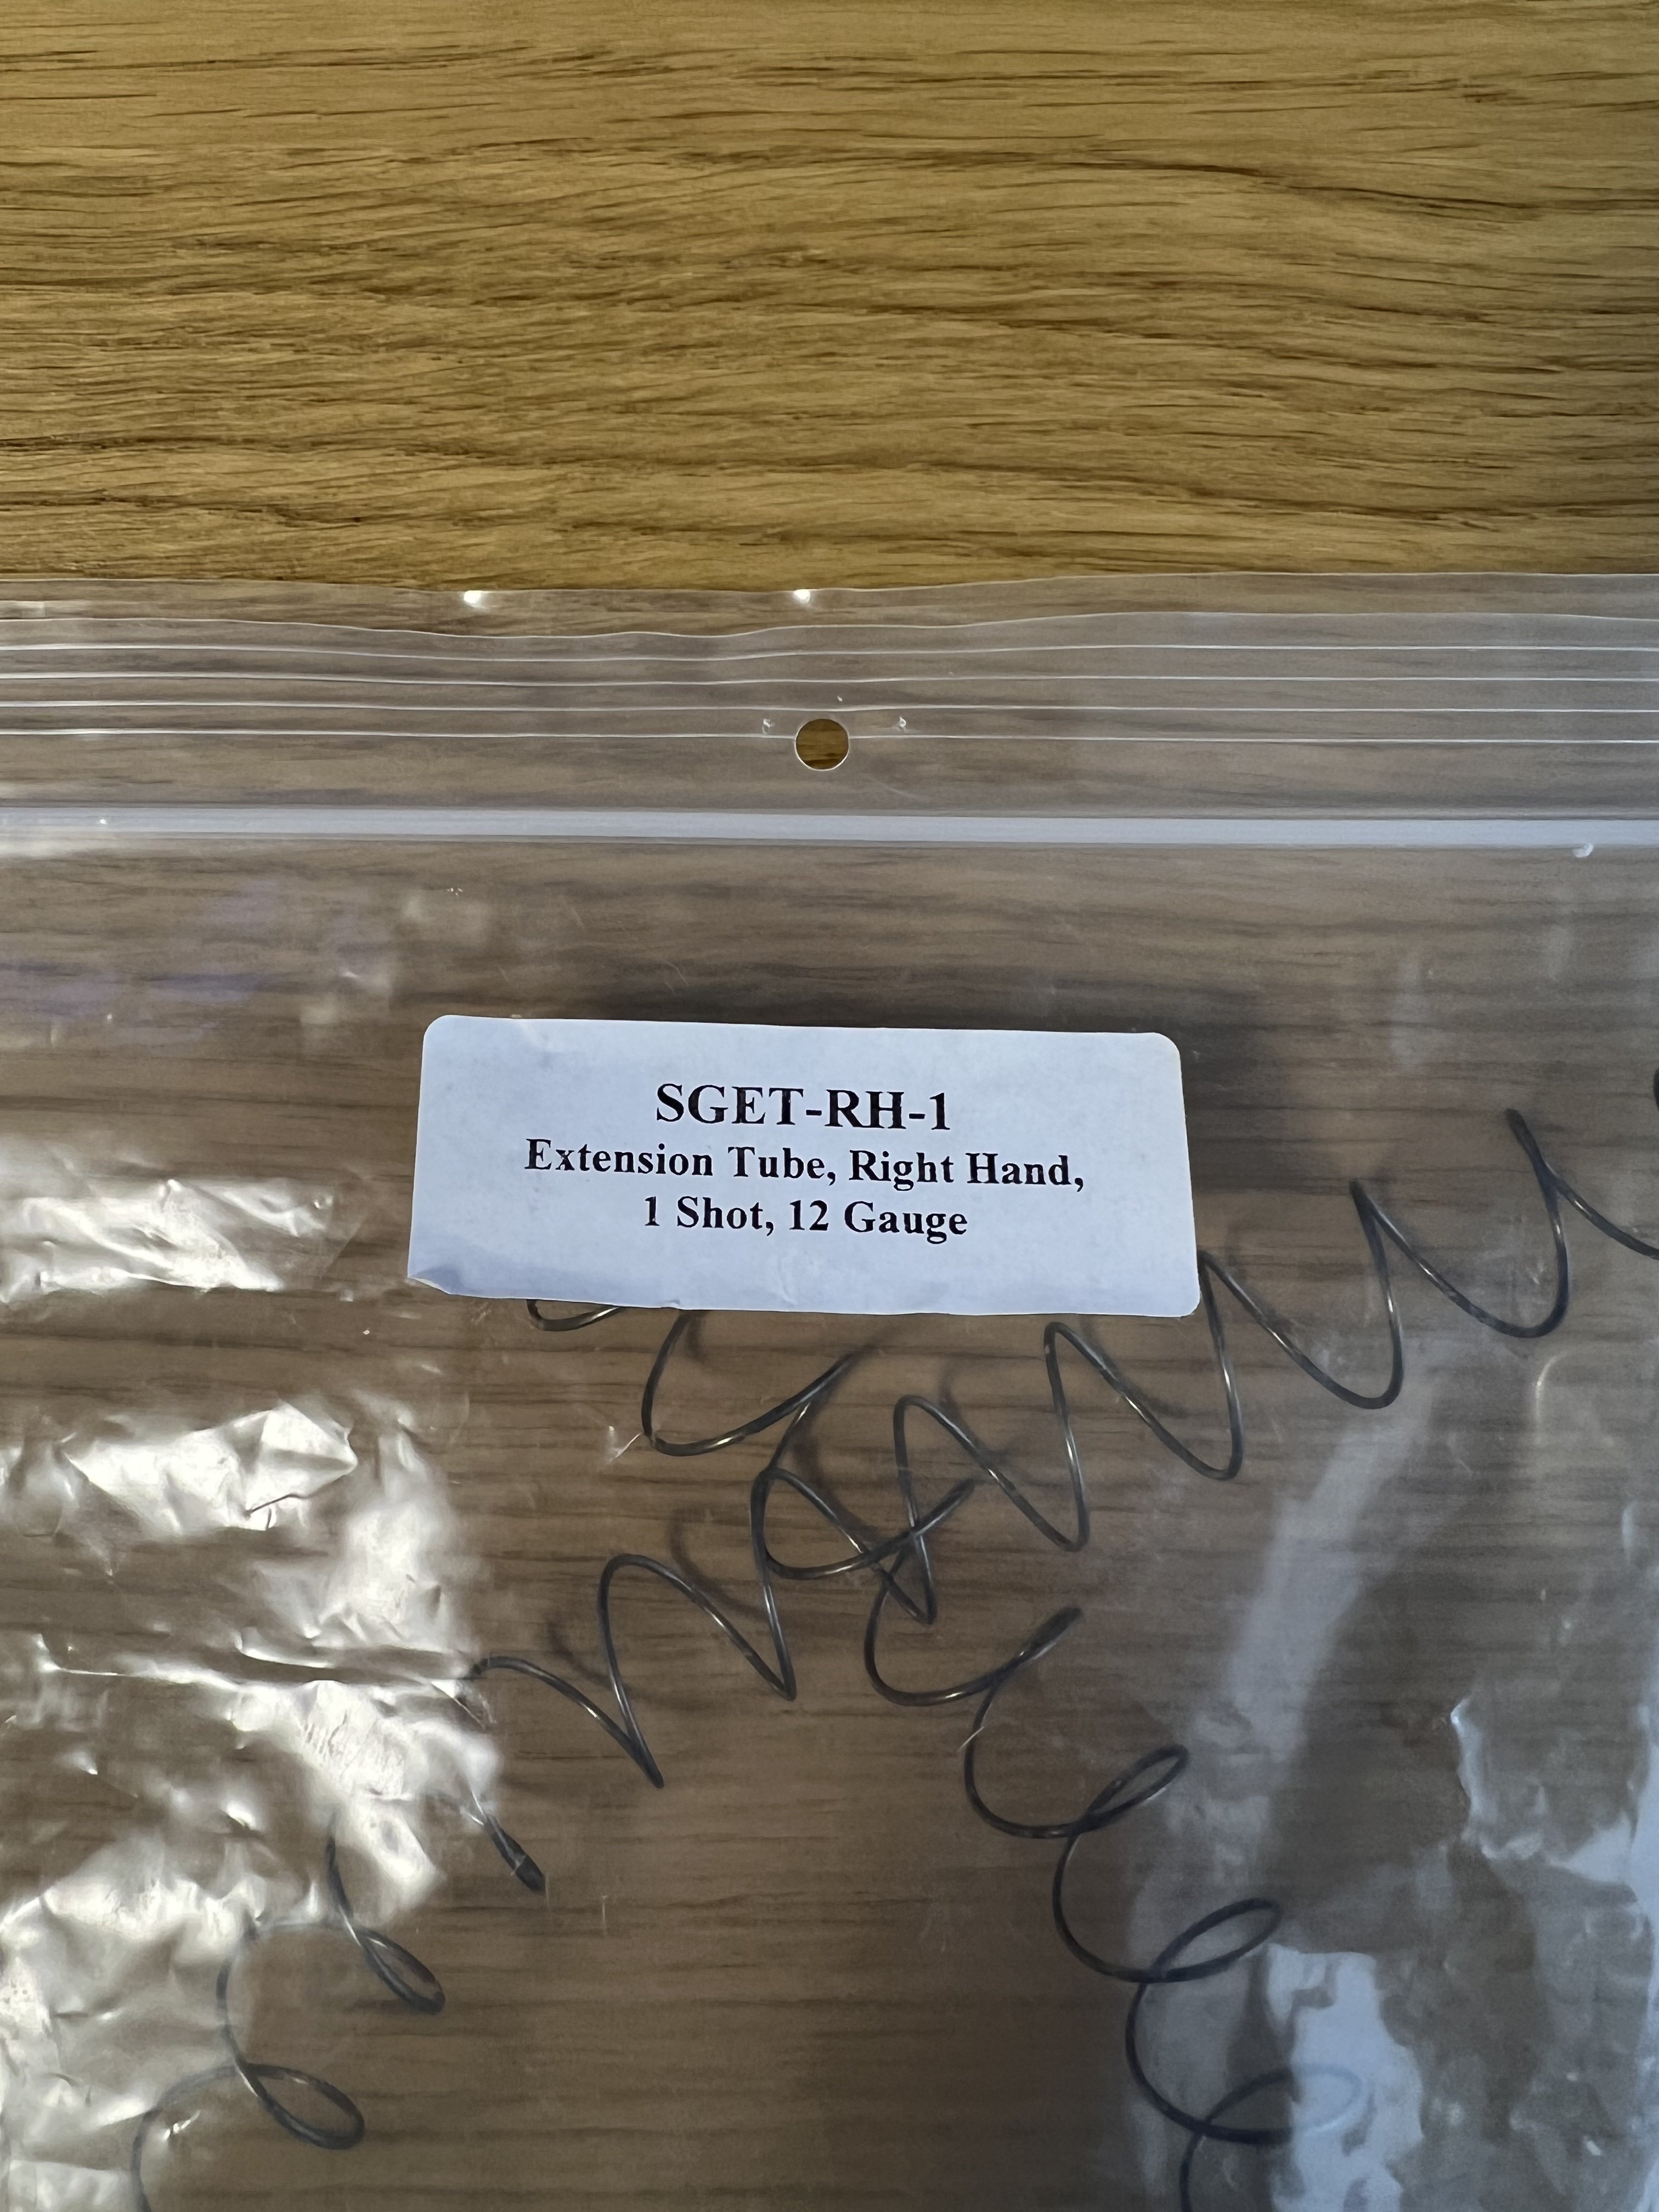 SGET-RH-1
Extension Tube, Right Hand,
1 Shot, 12 Gauge